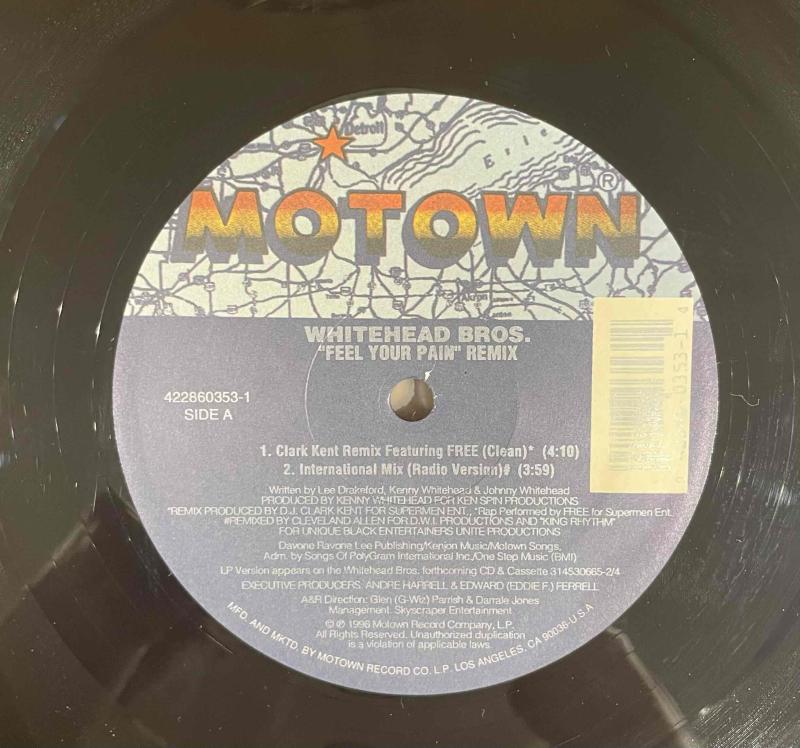 Detroit
Erie
MOTOWN®
Akron
WHITEHEAD BROS.
"FEEL YOUR PAIN" REMIX
422860353-1
SIDE A
1. Clark Kent Remix Featuring FREE (Clean)* (4:10)
2. International Mix (Radio Version)# (3:59)
Written by Lee Drakeford, Kenny Whitehead & Johnny Whitehead
PRODUCED BY KENNY WHITEHEAD FOR KEN SPIN PRODUCTIONS
*REMIX PRODUCED BY D.J. CLARK KENT FOR SUPERMEN ENT., *Rap Performed by FREE for Supermen Ent.
#REMIXED BY CLEVELAND ALLEN FOR D.W.I. PRODUCTIONS AND "KING RHYTHM"
FOR UNIQUE BLACK ENTERTAINERS UNITE PRODUCTIONS
Davone Ravone Lee Publishing/Kenjon Music/Motown Songs,
Adm. by Songs Of PolyGram International Inc./One Step Music (BMI)
LP Version appears on the Whitehead Bros. forthcoming CD & Cassette 314530665-2/4
EXECUTIVE PRODUCERS: ANDRE HARRELL & EDWARD (EDDIE F.) FERRELL
A&R Direction: Glen (G-Wiz) Parrish & Darrale Jones
Management: Skyscraper Entertainment
© ℗ 1996 Motown Record Company, L.P.
All Rights Reserved. Unauthorized duplication
is a violation of applicable laws.
MFD. AND MKTD. BY MOTOWN RECORD CO. L.P. LOS ANGELES, CA 90036-U.S.A
0353-1 4